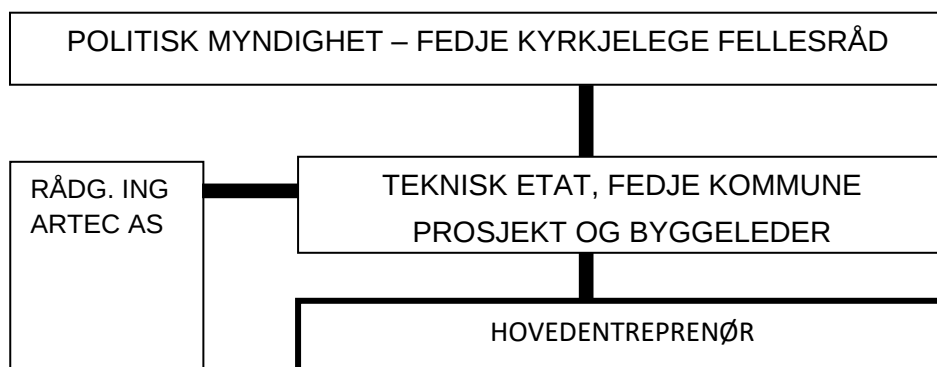 POLITISK MYNDIGHET – FEDJE KYRKJELEGE FELLESRÅD
RÅDG. ING
ARTEC AS
TEKNISK ETAT, FEDJE KOMMUNE
PROSJEKT OG BYGGELEDER
HOVEDENTREPRENØR